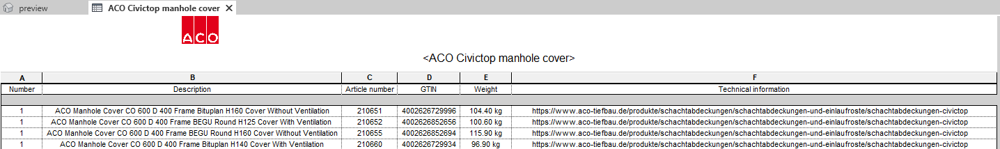 preview ACO Civictop manhole cover
ACO
<ACO Civictop manhole cover>
A B C D E F
Number Description Article number GTIN Weight Technical information
1 ACO Manhole Cover CO 600 D 400 Frame Bituplan H160 Cover Without Ventilation 210651 4002626729996 104.40 kg https://www.aco-tiefbau.de/produkte/schachtabdeckungen/schachtabdeckungen-und-einlaufroste/schachtabdeckungen-civictop
1 ACO Manhole Cover CO 600 D 400 Frame BEGU Round H125 Cover With Ventilation 210652 4002626852656 100.60 kg https://www.aco-tiefbau.de/produkte/schachtabdeckungen/schachtabdeckungen-und-einlaufroste/schachtabdeckungen-civictop
1 ACO Manhole Cover CO 600 D 400 Frame BEGU Round H160 Cover Without Ventilation 210655 4002626852694 115.90 kg https://www.aco-tiefbau.de/produkte/schachtabdeckungen/schachtabdeckungen-und-einlaufroste/schachtabdeckungen-civictop
1 ACO Manhole Cover CO 600 D 400 Frame Bituplan H140 Cover With Ventilation 210660 4002626729934 96.90 kg https://www.aco-tiefbau.de/produkte/schachtabdeckungen/schachtabdeckungen-und-einlaufroste/schachtabdeckungen-civictop